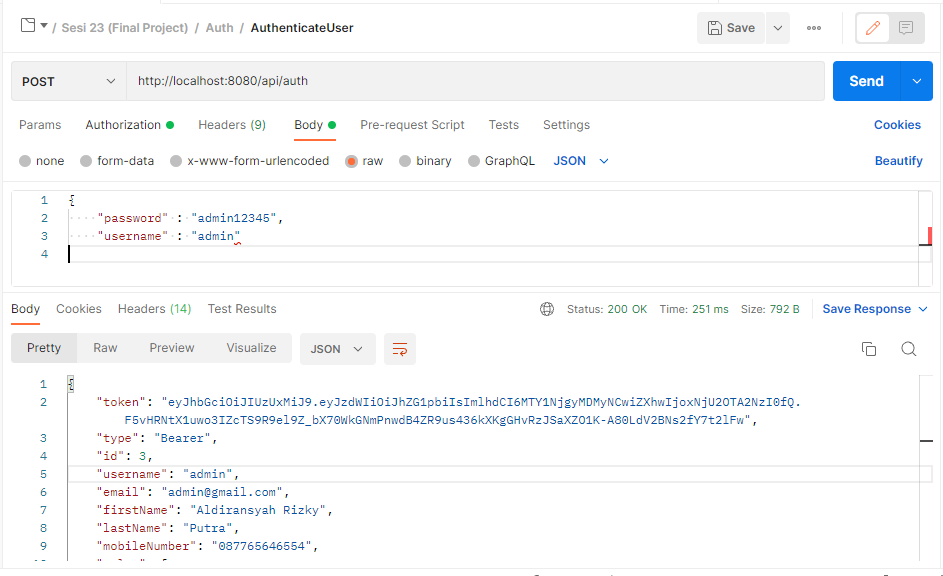 / Sesi 23 (Final Project) / Auth / AuthenticateUser
Save
POST
http://localhost:8080/api/auth
Send
Params Authorization Headers (9) Body Pre-request Script Tests Settings Cookies
none form-data x-www-form-urlencoded raw binary GraphQL JSON Beautify
1 {
2 "password" : "admin12345",
3 "username" : "admin"
4
Body Cookies Headers (14) Test Results Status: 200 OK Time: 251 ms Size: 792 B Save Response
Pretty Raw Preview Visualize JSON
1 {
2 "token": "eyJhbGciOiJIUzUxMiJ9.eyJzdWIiOiJhZG1pbiIsImlhdCI6MTY1NjgyMDMyNCwiZXhwIjoxNjU2OTA2NzI0fQ.
F5vHRNtX1uwo3IZcTS9R9el9Z_bX70WkGNmPnwdB4ZR9us436kXKgGHvRzJSaXZO1K-A80LdV2BNs2fY7t2lFw",
3 "type": "Bearer",
4 "id": 3,
5 "username": "admin",
6 "email": "admin@gmail.com",
7 "firstName": "Aldiransyah Rizky",
8 "lastName": "Putra",
9 "mobileNumber": "087765646554",